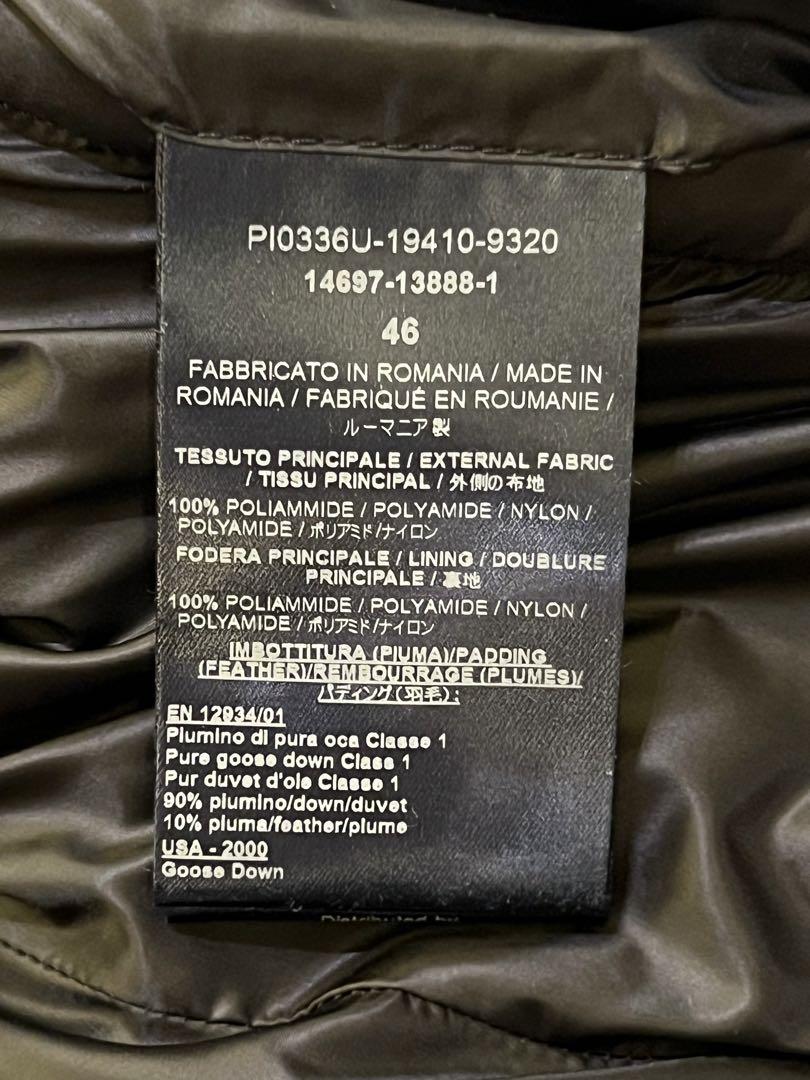 PI0336U-19410-9320
14697-13888-1
46
FABBRICATO IN ROMANIA / MADE IN
ROMANIA / FABRIQUÉ EN ROUMANIE /
ルーマニア製
TESSUTO PRINCIPALE / EXTERNAL FABRIC
/ TISSU PRINCIPAL / 外側の布地
100% POLIAMMIDE / POLYAMIDE / NYLON /
POLYAMIDE / ポリアミド/ナイロン
FODERA PRINCIPALE / LINING / DOUBLURE
PRINCIPALE / 裏地
100% POLIAMMIDE / POLYAMIDE / NYLON /
POLYAMIDE / ポリアミド/ナイロン
IMBOTTITURA (PIUMA)/PADDING
(FEATHER)/REMBOURRAGE (PLUMES)/
パディング(羽毛):
EN 12934/01
Piumino di pura oca Classe 1
Pure goose down Class 1
Pur duvet d'oie Classe 1
90% piumino/down/duvet
10% piuma/feather/plume
USA - 2000
Goose Down
Distributed by